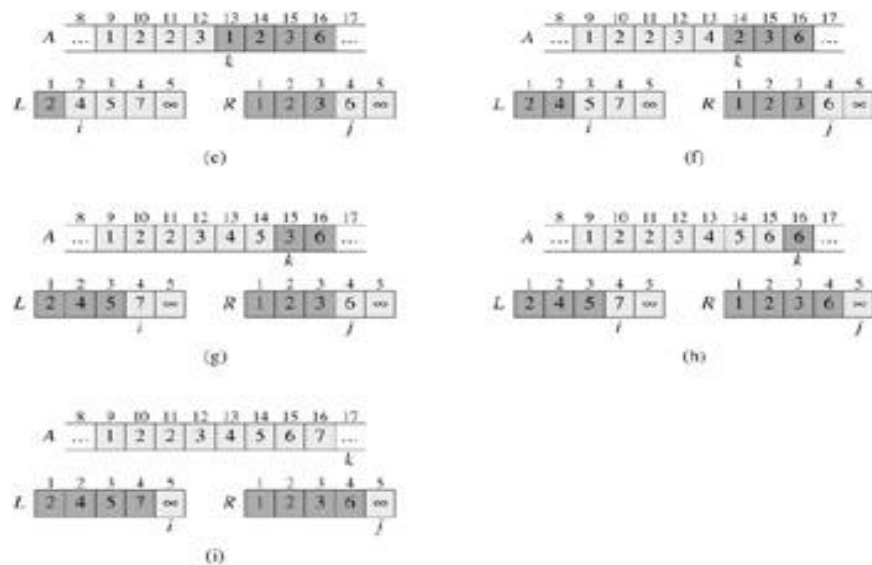 8 9 10 11 12 13 14 15 16 17
A ... 1 2 2 3 1 2 3 6 ...
k
1 2 3 4 5 1 2 3 4 5
L 2 4 5 7 ∞ R 1 2 3 6 ∞
i j
(e)
8 9 10 11 12 13 14 15 16 17
A ... 1 2 2 3 4 2 3 6 ...
k
1 2 3 4 5 1 2 3 4 5
L 2 4 5 7 ∞ R 1 2 3 6 ∞
i j
(f)
8 9 10 11 12 13 14 15 16 17
A ... 1 2 2 3 4 5 3 6 ...
k
1 2 3 4 5 1 2 3 4 5
L 2 4 5 7 ∞ R 1 2 3 6 ∞
i j
(g)
8 9 10 11 12 13 14 15 16 17
A ... 1 2 2 3 4 5 6 6 ...
k
1 2 3 4 5 1 2 3 4 5
L 2 4 5 7 ∞ R 1 2 3 6 ∞
i j
(h)
8 9 10 11 12 13 14 15 16 17
A ... 1 2 2 3 4 5 6 7 ...
k
1 2 3 4 5 1 2 3 4 5
L 2 4 5 7 ∞ R 1 2 3 6 ∞
i j
(i)